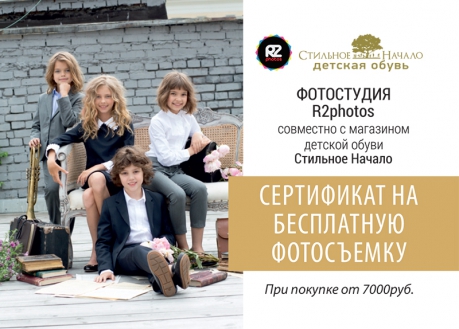 R2
photos
Стильное Начало
детская обувь
ФОТОСТУДИЯ
R2photos
совместно с магазином
детской обуви
Стильное Начало
СЕРТИФИКАТ НА
БЕСПЛАТНУЮ
ФОТОСЪЕМКУ
При покупке от 7000руб.